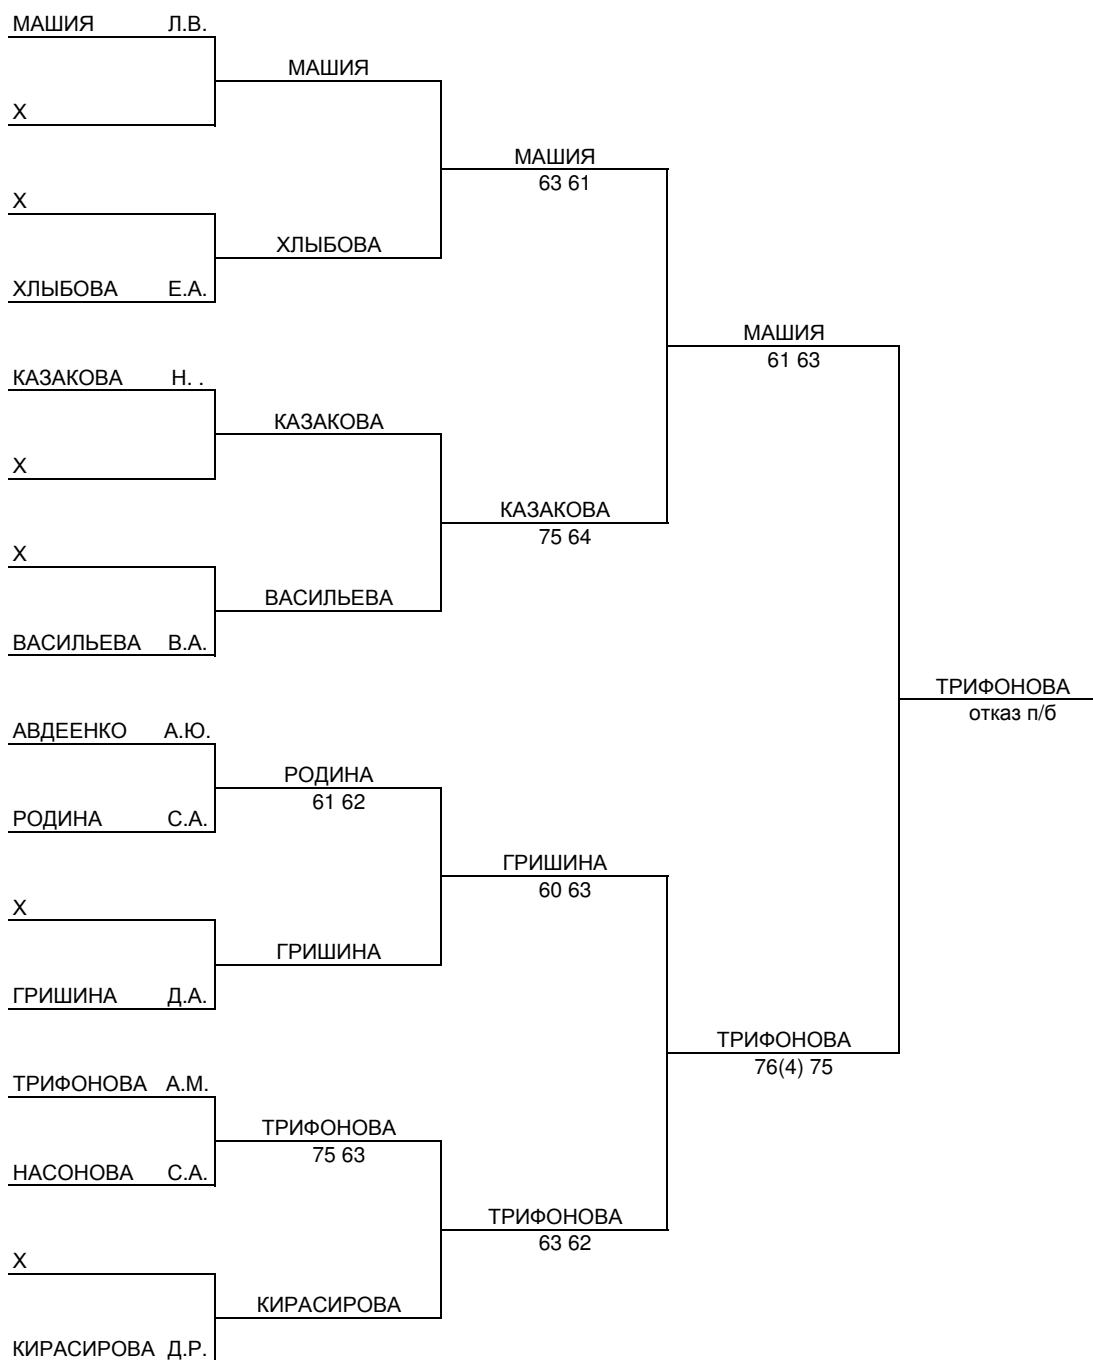 МАШИЯ Л.В.
МАШИЯ
Х
МАШИЯ
63 61
Х
ХЛЫБОВА
ХЛЫБОВА Е.А.
МАШИЯ
61 63
КАЗАКОВА Н. .
КАЗАКОВА
Х
КАЗАКОВА
75 64
Х
ВАСИЛЬЕВА
ВАСИЛЬЕВА В.А.
ТРИФОНОВА
отказ п/б
АВДЕЕНКО А.Ю.
РОДИНА
61 62
РОДИНА С.А.
ГРИШИНА
60 63
Х
ГРИШИНА
ГРИШИНА Д.А.
ТРИФОНОВА
76(4) 75
ТРИФОНОВА А.М.
ТРИФОНОВА
75 63
НАСОНОВА С.А.
ТРИФОНОВА
63 62
Х
КИРАСИРОВА
КИРАСИРОВА Д.Р.